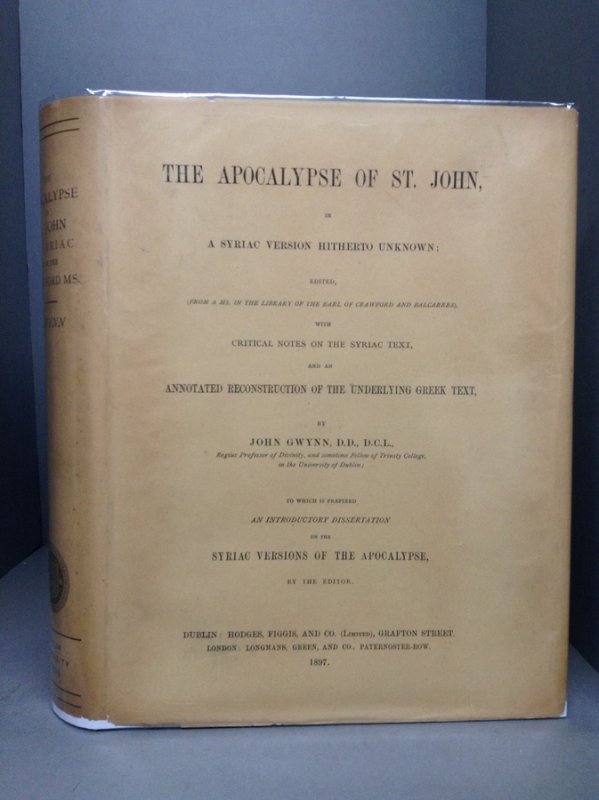 THE APOCALYPSE OF ST. JOHN,
IN
A SYRIAC VERSION HITHERTO UNKNOWN;
EDITED,
(FROM A MS. IN THE LIBRARY OF THE EARL OF CRAWFORD AND BALCARRES),
WITH
CRITICAL NOTES ON THE SYRIAC TEXT,
AND AN
ANNOTATED RECONSTRUCTION OF THE UNDERLYING GREEK TEXT,
BY
JOHN GWYNN, D.D., D.C.L.,
Regius Professor of Divinity, and sometime Fellow of Trinity College,
in the University of Dublin;
TO WHICH IS PREFIXED
AN INTRODUCTORY DISSERTATION
ON THE
SYRIAC VERSIONS OF THE APOCALYPSE,
BY THE EDITOR.
DUBLIN: HODGES, FIGGIS, AND CO. (LIMITED), GRAFTON STREET.
LONDON: LONGMANS, GREEN, AND CO., PATERNOSTER-ROW.
1897.